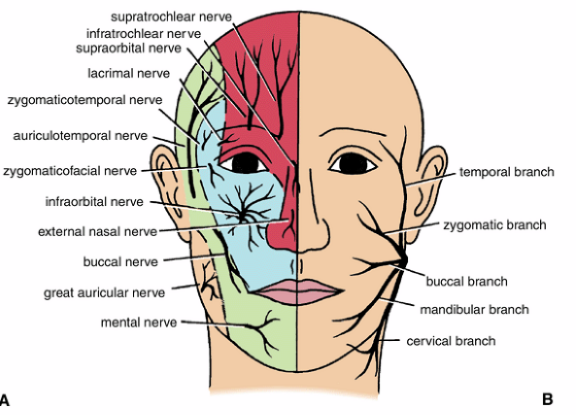 supratrochlear nerve
infratrochlear nerve
supraorbital nerve
lacrimal nerve
zygomaticotemporal nerve
auriculotemporal nerve
zygomaticofacial nerve
infraorbital nerve
external nasal nerve
buccal nerve
great auricular nerve
mental nerve
temporal branch
zygomatic branch
buccal branch
mandibular branch
cervical branch
A
B